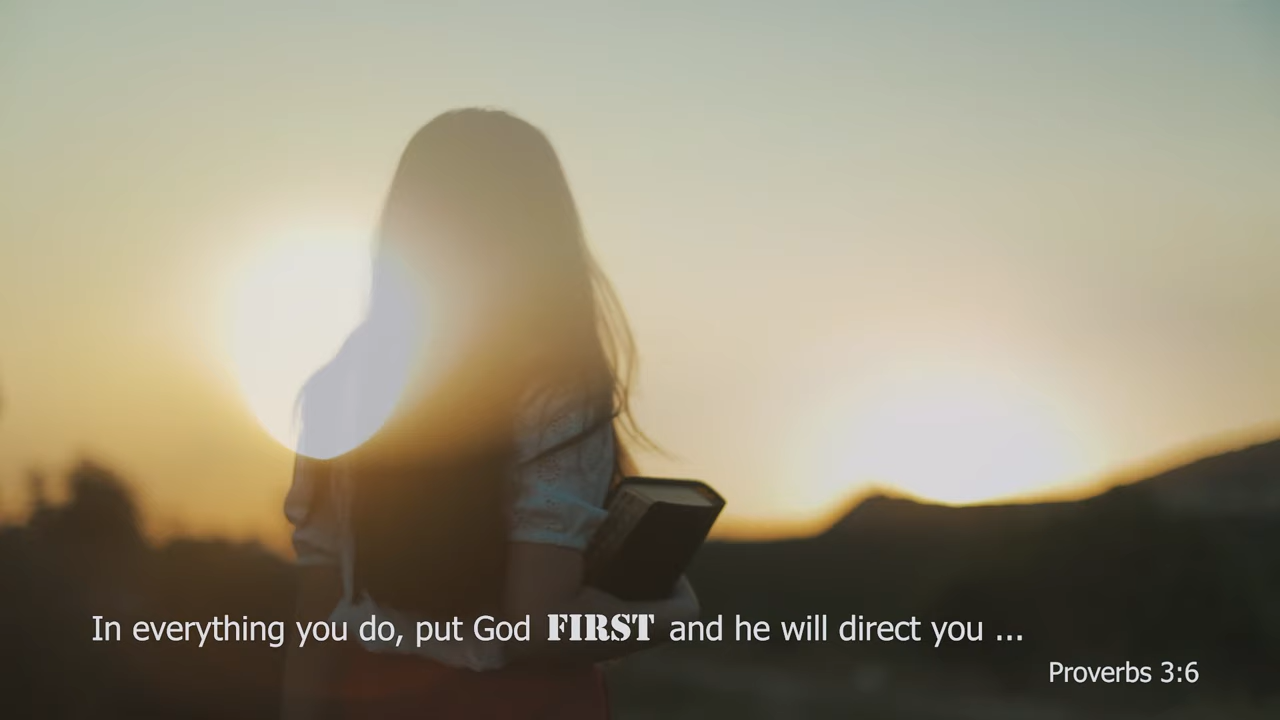 In everything you do, put God FIRST and he will direct you ...
Proverbs 3:6